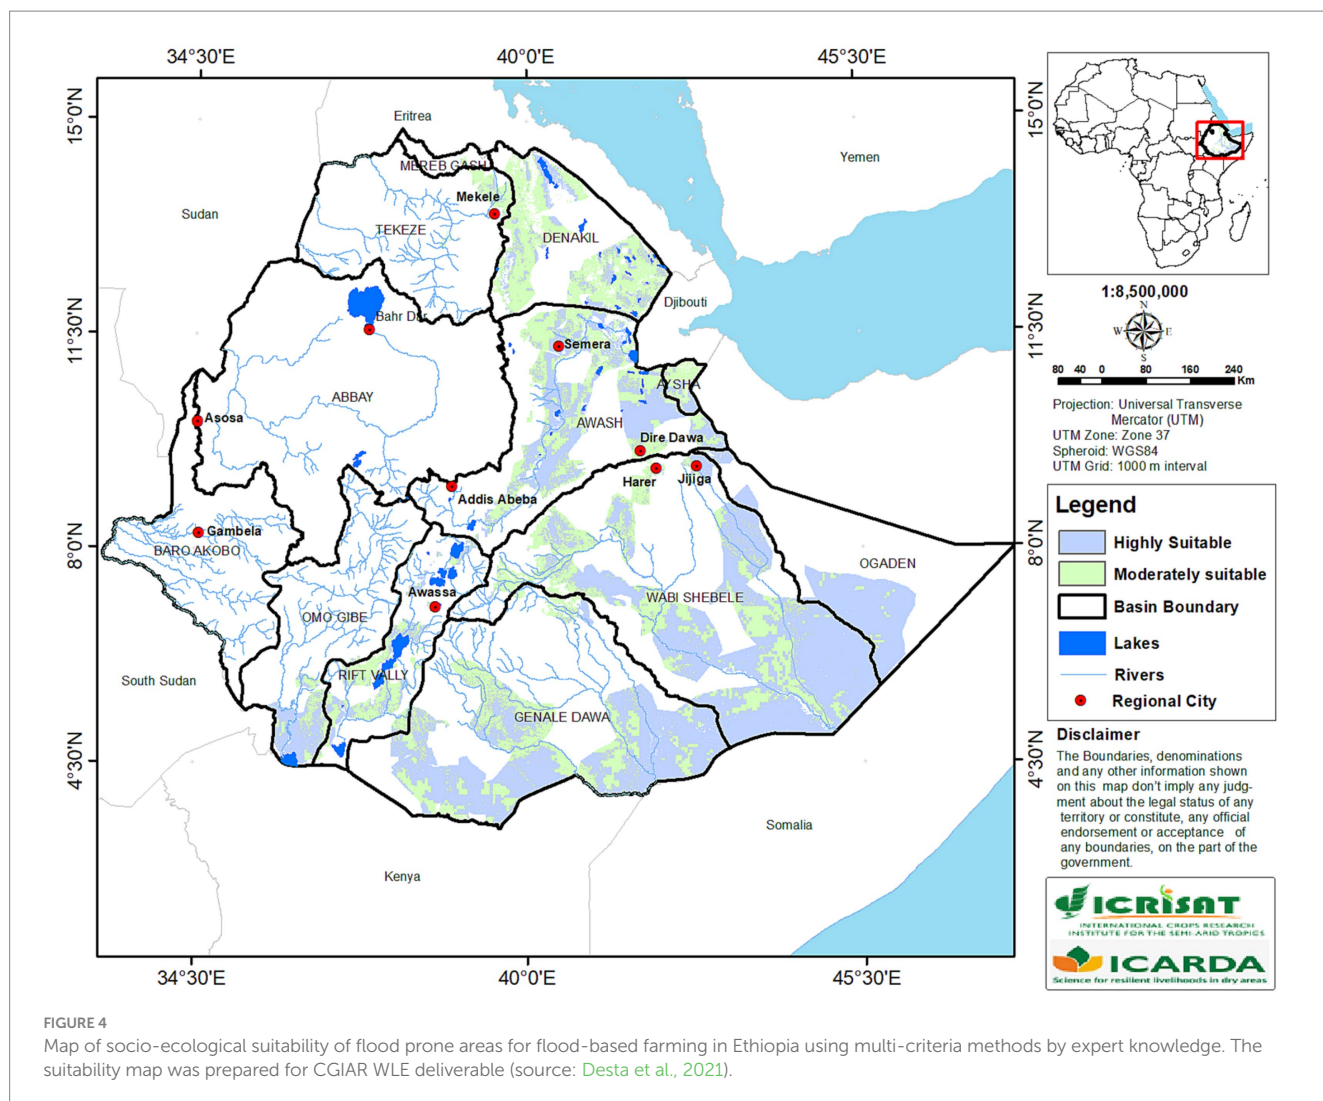 34°30'E 40°0'E 45°30'E
15°0'N
11°30'N
8°0'N
4°30'N
15°0'N
11°30'N
8°0'N
4°30'N
Eritrea
Yemen
Sudan
MEREB GASH
Mekele
TEKEZE
DENAKIL
Djibouti
Bahr Dar
Semera
AYSHA
ABBAY
Asosa
AWASH
Dire Dawa
Harer
Jijiga
Addis Abeba
Gambela
BARO AKOBO
OGADEN
Awassa
WABI SHEBELE
OMO GIBE
South Sudan
RIFT VALLY
GENALE DAWA
Somalia
Kenya
34°30'E 40°0'E 45°30'E
1:8,500,000
N
W E
S
80 40 0 80 160 240
Km
Projection: Universal Transverse
Mercator (UTM)
UTM Zone: Zone 37
Spheroid: WGS84
UTM Grid: 1000 m interval
Legend
Highly Suitable
Moderately suitable
Basin Boundary
Lakes
Rivers
Regional City
Disclaimer
The Boundaries, denominations
and any other information shown
on this map don't imply any judg-
ment about the legal status of any
territory or constitute, any official
endorsement or acceptance of
any boundaries, on the part of the
government.
ICRISAT
INTERNATIONAL CROPS RESEARCH
INSTITUTE FOR THE SEMI-ARID TROPICS
ICARDA
Science for resilient livelihoods in dry areas
FIGURE 4
Map of socio-ecological suitability of flood prone areas for flood-based farming in Ethiopia using multi-criteria methods by expert knowledge. The
suitability map was prepared for CGIAR WLE deliverable (source: Desta et al., 2021).